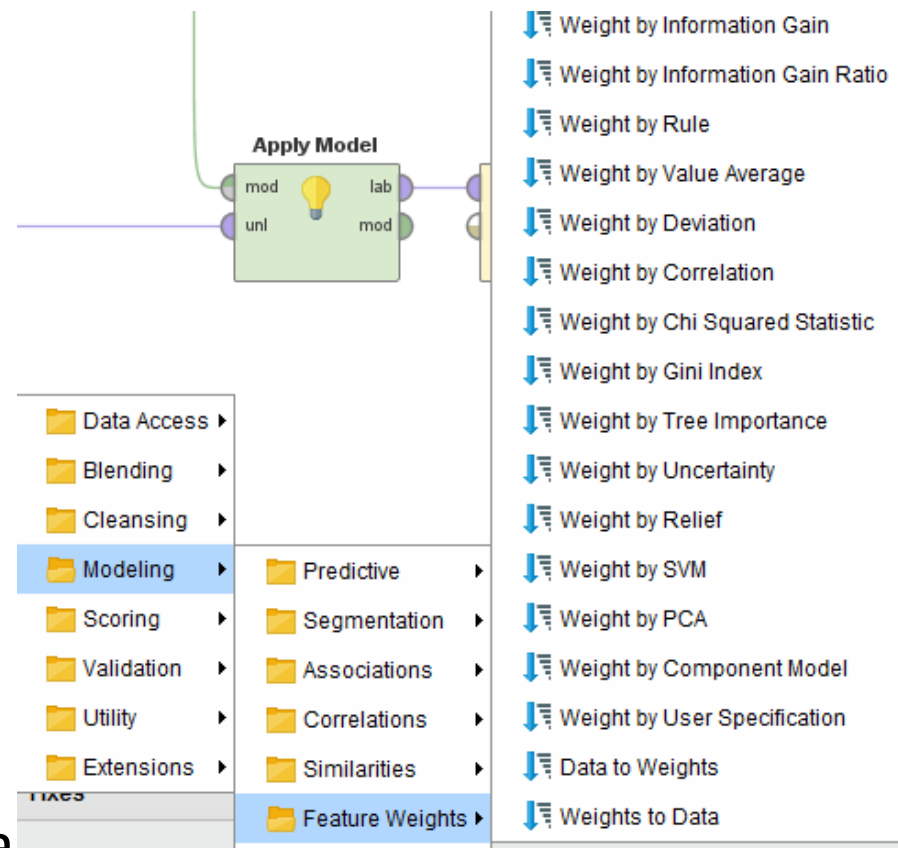 Apply Model
mod
lab
unl
mod
Data Access
Blending
Cleansing
Modeling
Scoring
Validation
Utility
Extensions
Predictive
Segmentation
Associations
Correlations
Similarities
Feature Weights
Weight by Information Gain
Weight by Information Gain Ratio
Weight by Rule
Weight by Value Average
Weight by Deviation
Weight by Correlation
Weight by Chi Squared Statistic
Weight by Gini Index
Weight by Tree Importance
Weight by Uncertainty
Weight by Relief
Weight by SVM
Weight by PCA
Weight by Component Model
Weight by User Specification
Data to Weights
Weights to Data